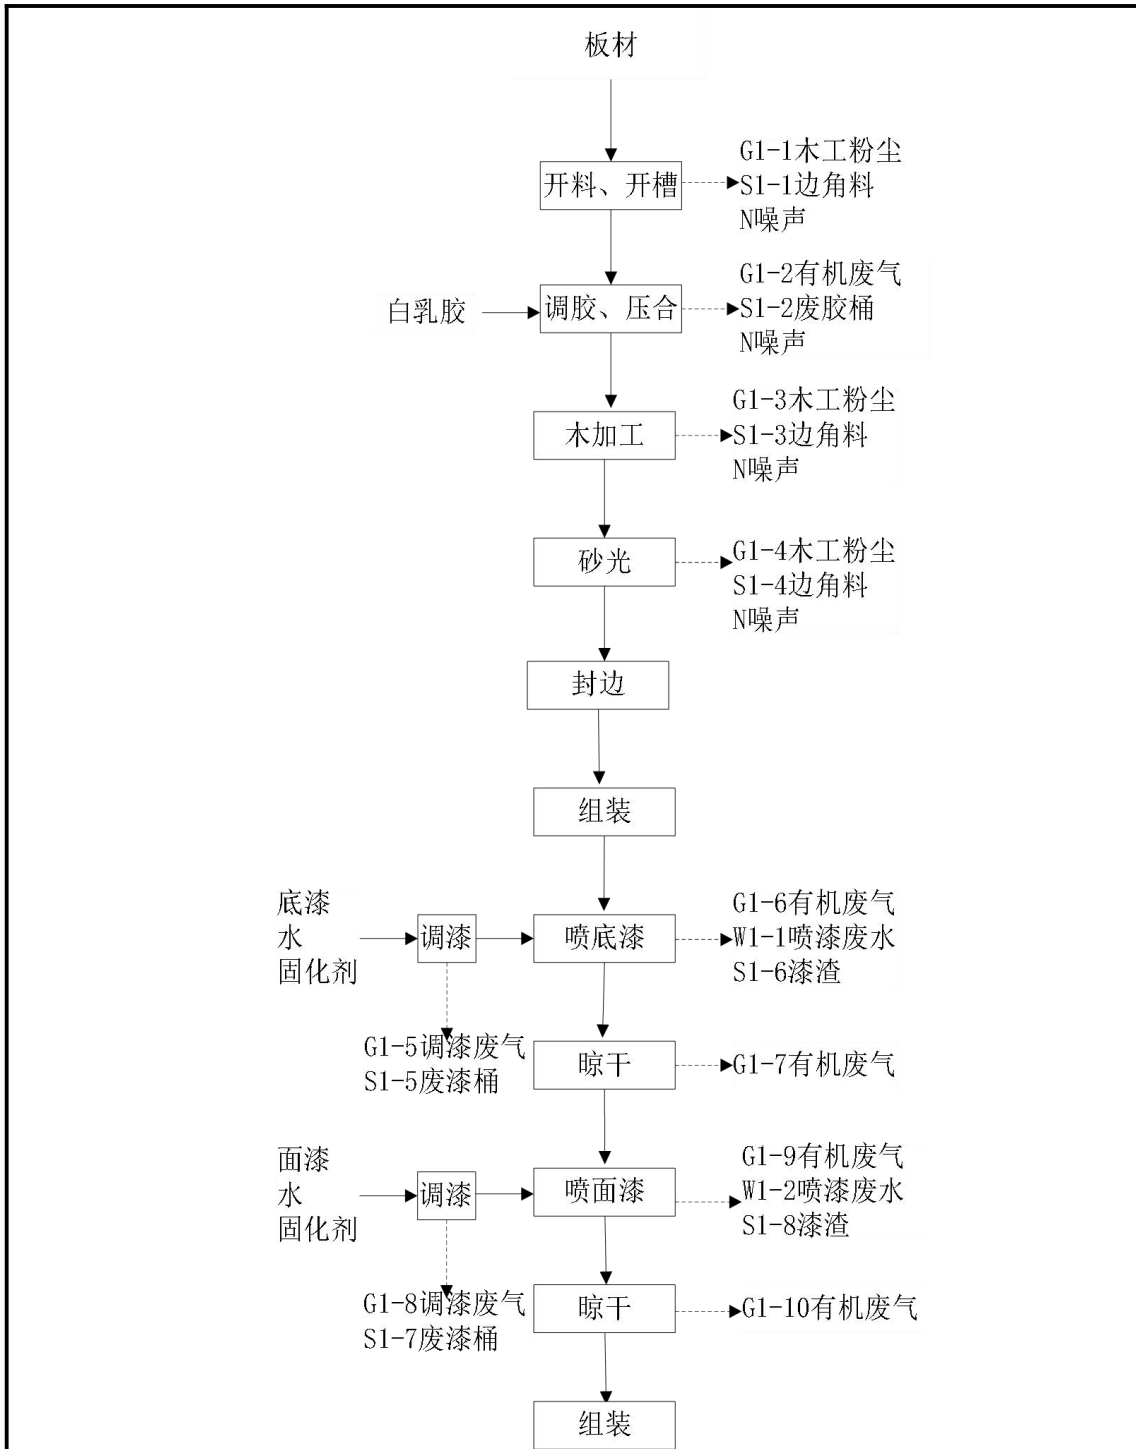 板材
G1-1木工粉尘
开料、开槽
S1-1边角料
N噪声
G1-2有机废气
白乳胶
调胶、压合
S1-2废胶桶
N噪声
G1-3木工粉尘
木加工
S1-3边角料
N噪声
G1-4木工粉尘
砂光
S1-4边角料
N噪声
封边
组装
底漆
水
固化剂
调漆
喷底漆
G1-6有机废气
W1-1喷漆废水
S1-6漆渣
G1-5调漆废气
S1-5废漆桶
晾干
G1-7有机废气
面漆
水
固化剂
调漆
喷面漆
G1-9有机废气
W1-2喷漆废水
S1-8漆渣
G1-8调漆废气
S1-7废漆桶
晾干
G1-10有机废气
组装